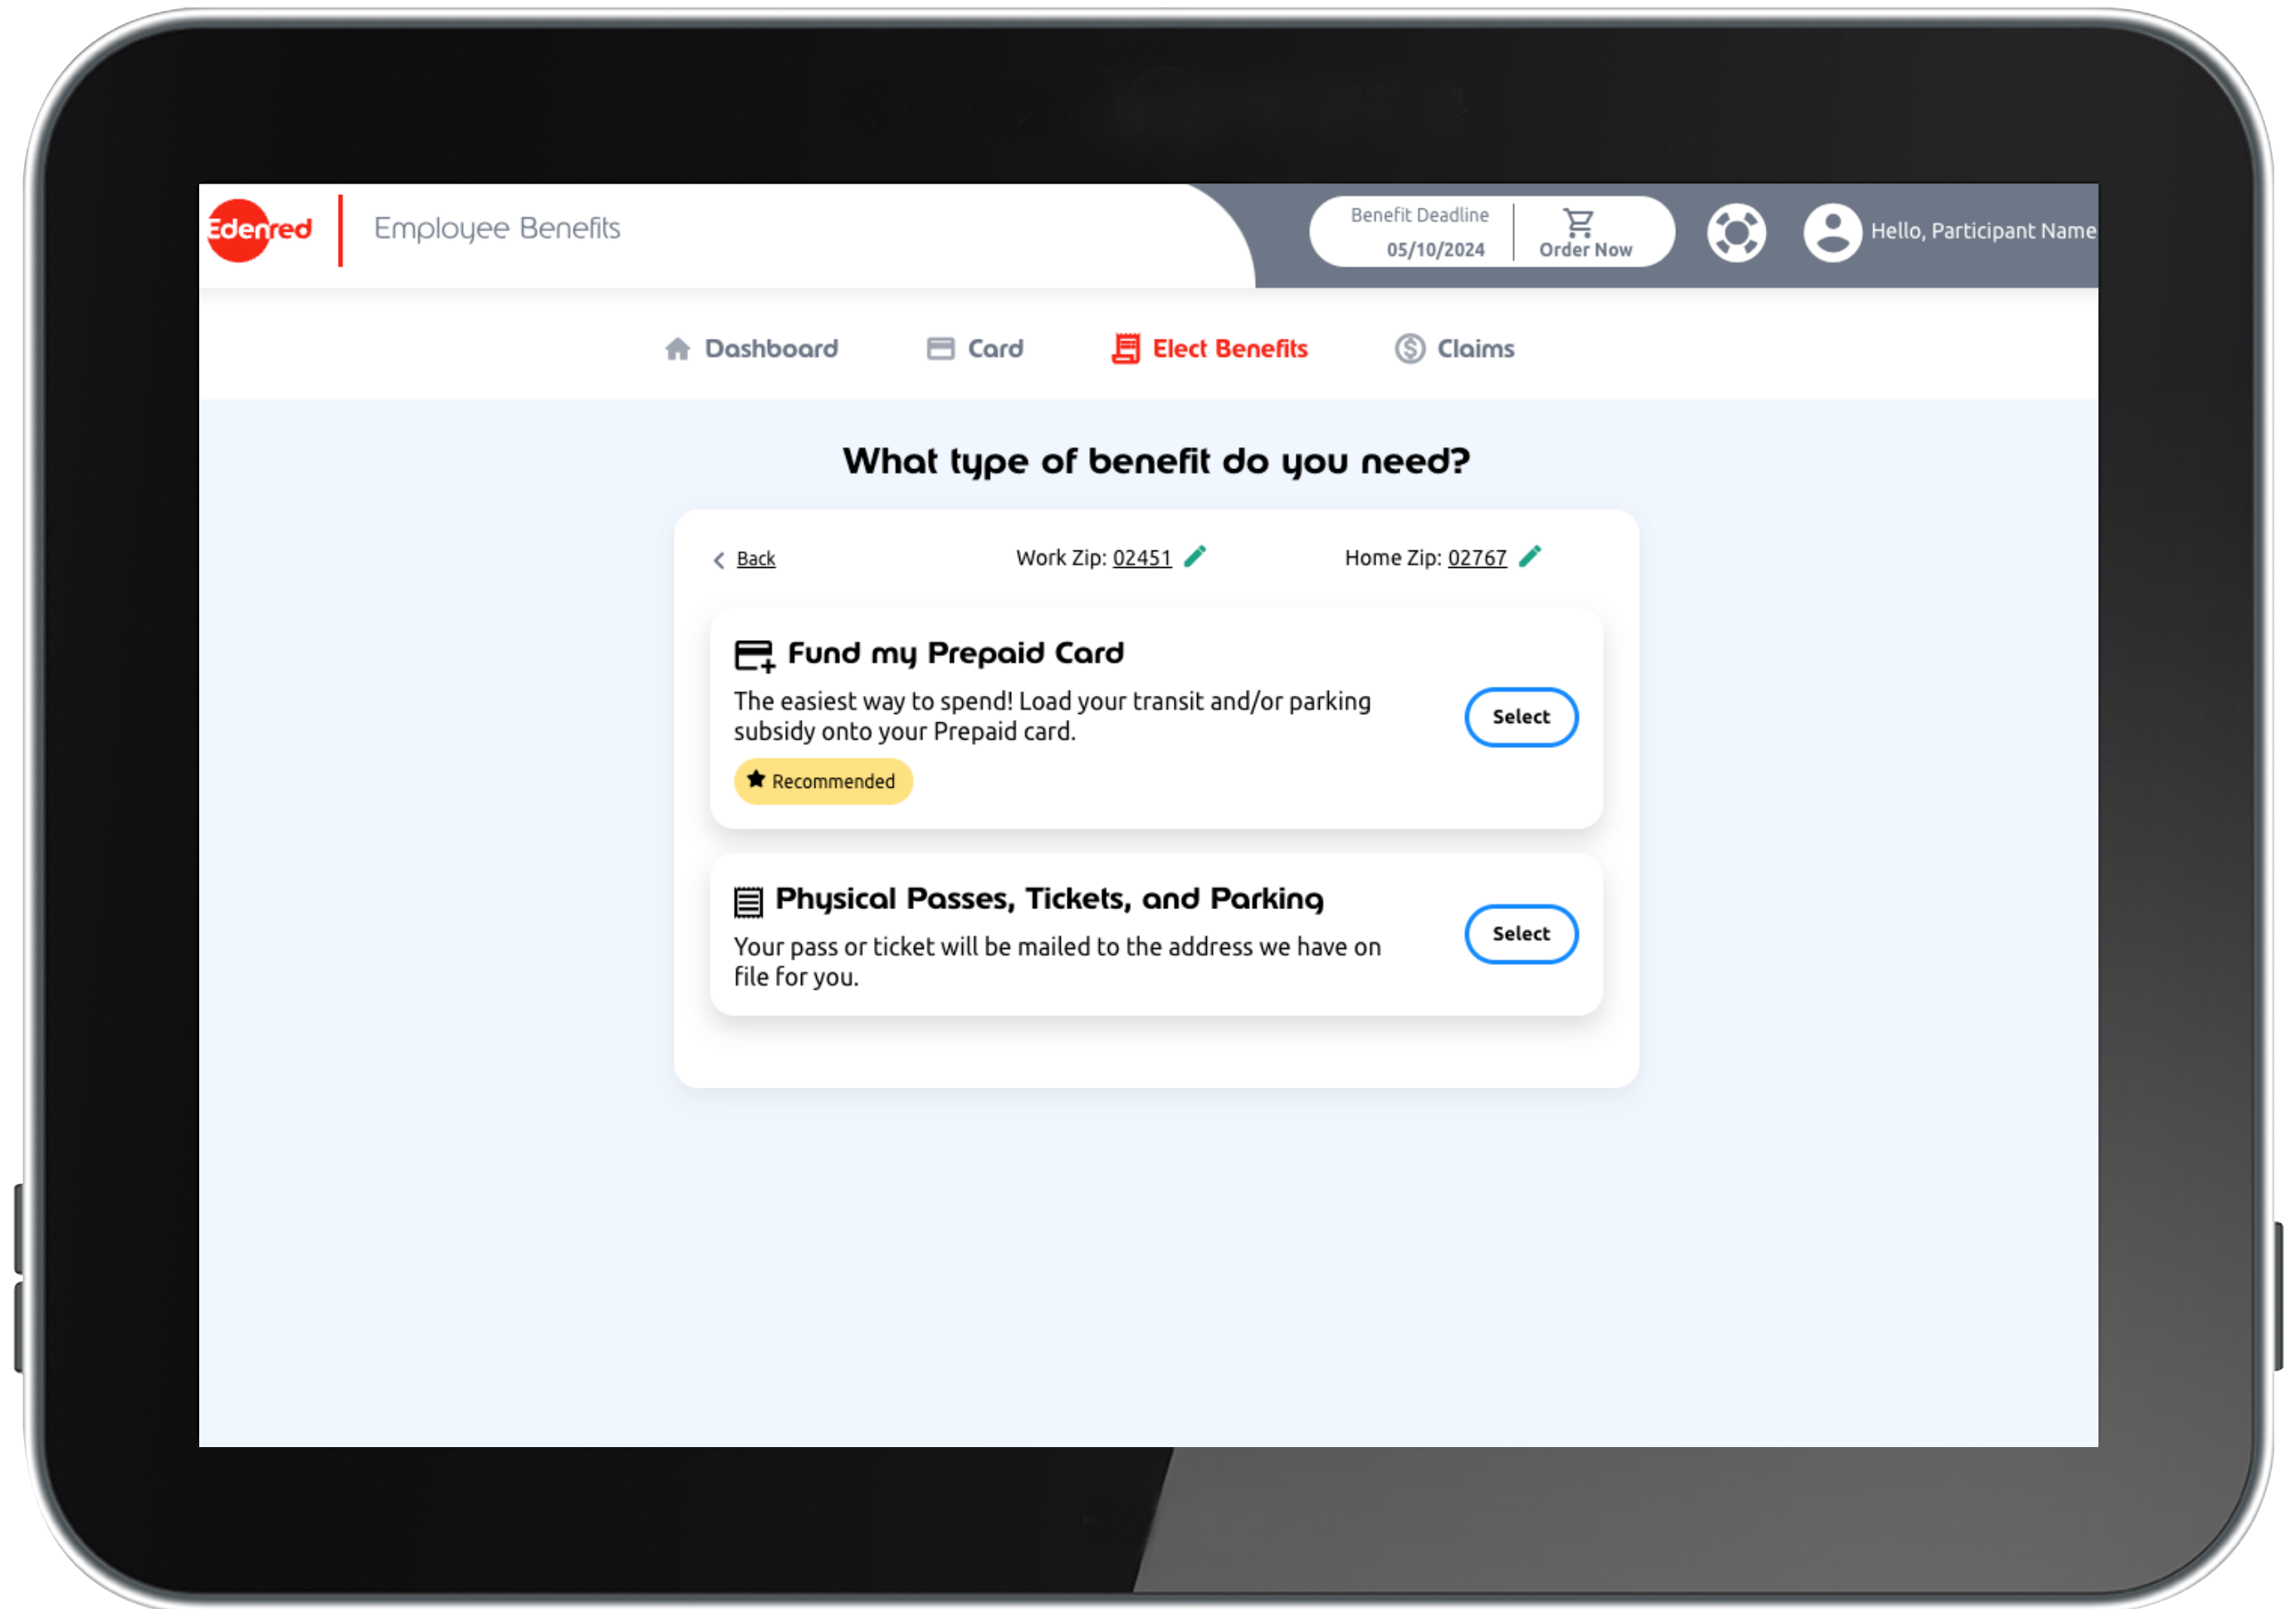 Edenred
Employee Benefits
Benefit Deadline
05/10/2024
Order Now
Hello, Participant Name
Dashboard
Card
Elect Benefits
Claims
What type of benefit do you need?
Back
Work Zip: 02451
Home Zip: 02767
Fund my Prepaid Card
The easiest way to spend! Load your transit and/or parking
subsidy onto your Prepaid card.
Select
Recommended
Physical Passes, Tickets, and Parking
Your pass or ticket will be mailed to the address we have on
file for you.
Select